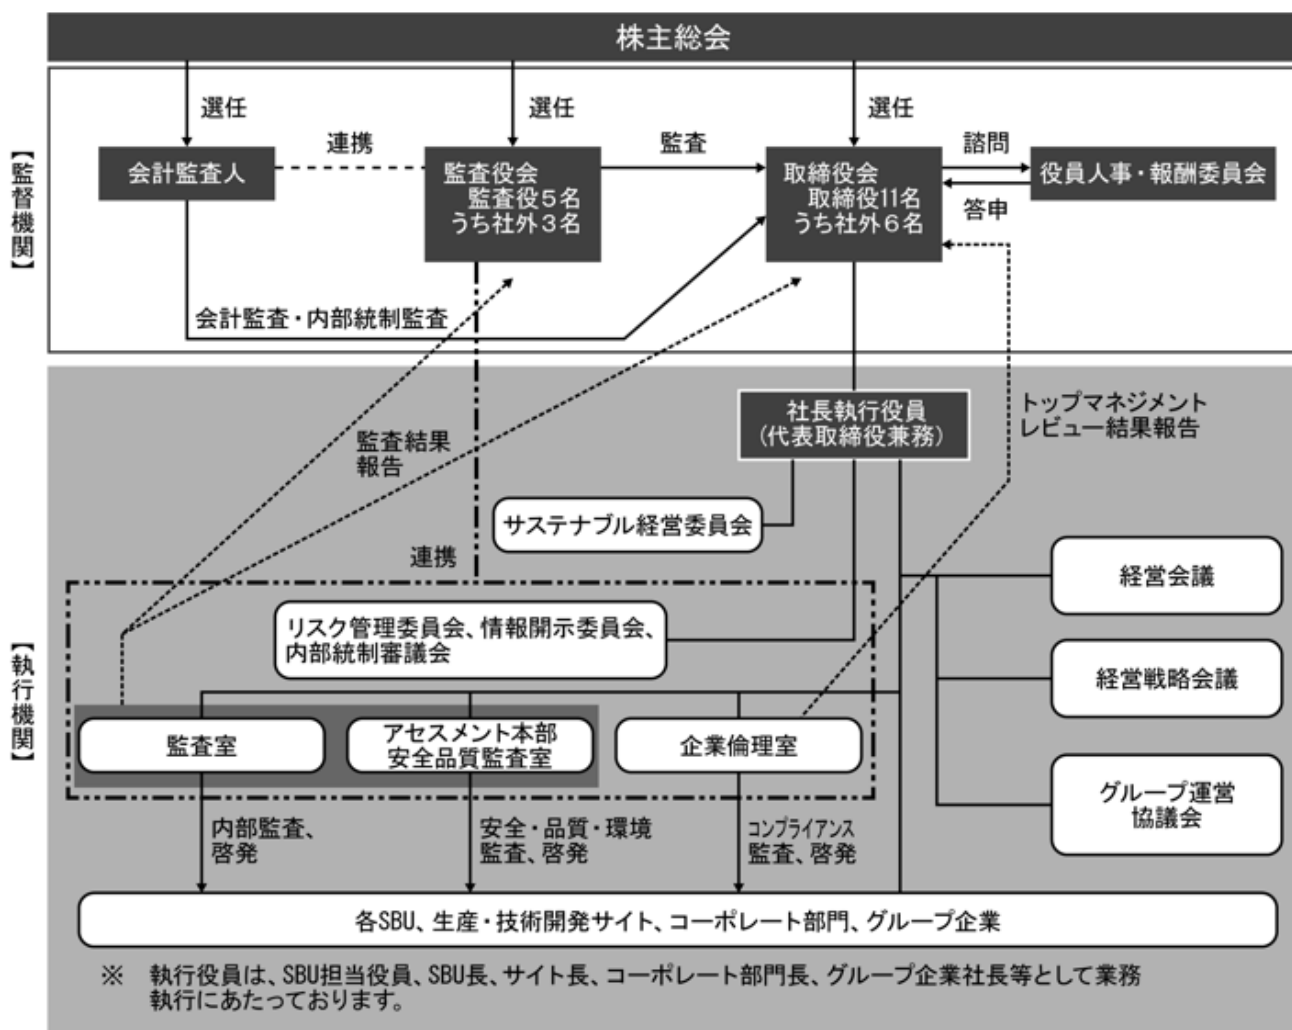 株主総会
選任
選任
選任
【監督機関】
会計監査人
連携
監査役会
監査役5名
うち社外3名
監査
取締役会
取締役11名
うち社外6名
諮問
答申
役員人事・報酬委員会
会計監査・内部統制監査
社長執行役員
(代表取締役兼務)
トップマネジメント
レビュー結果報告
監査結果
報告
サステナブル経営委員会
連携
経営会議
リスク管理委員会、情報開示委員会、
内部統制審議会
経営戦略会議
【執行機関】
監査室
アセスメント本部
安全品質監査室
企業倫理室
グループ運営
協議会
内部監査、
啓発
安全・品質・環境
監査、啓発
コンプライアンス
監査、啓発
各SBU、生産・技術開発サイト、コーポレート部門、グループ企業
※ 執行役員は、SBU担当役員、SBU長、サイト長、コーポレート部門長、グループ企業社長等として業務
執行にあたっております。